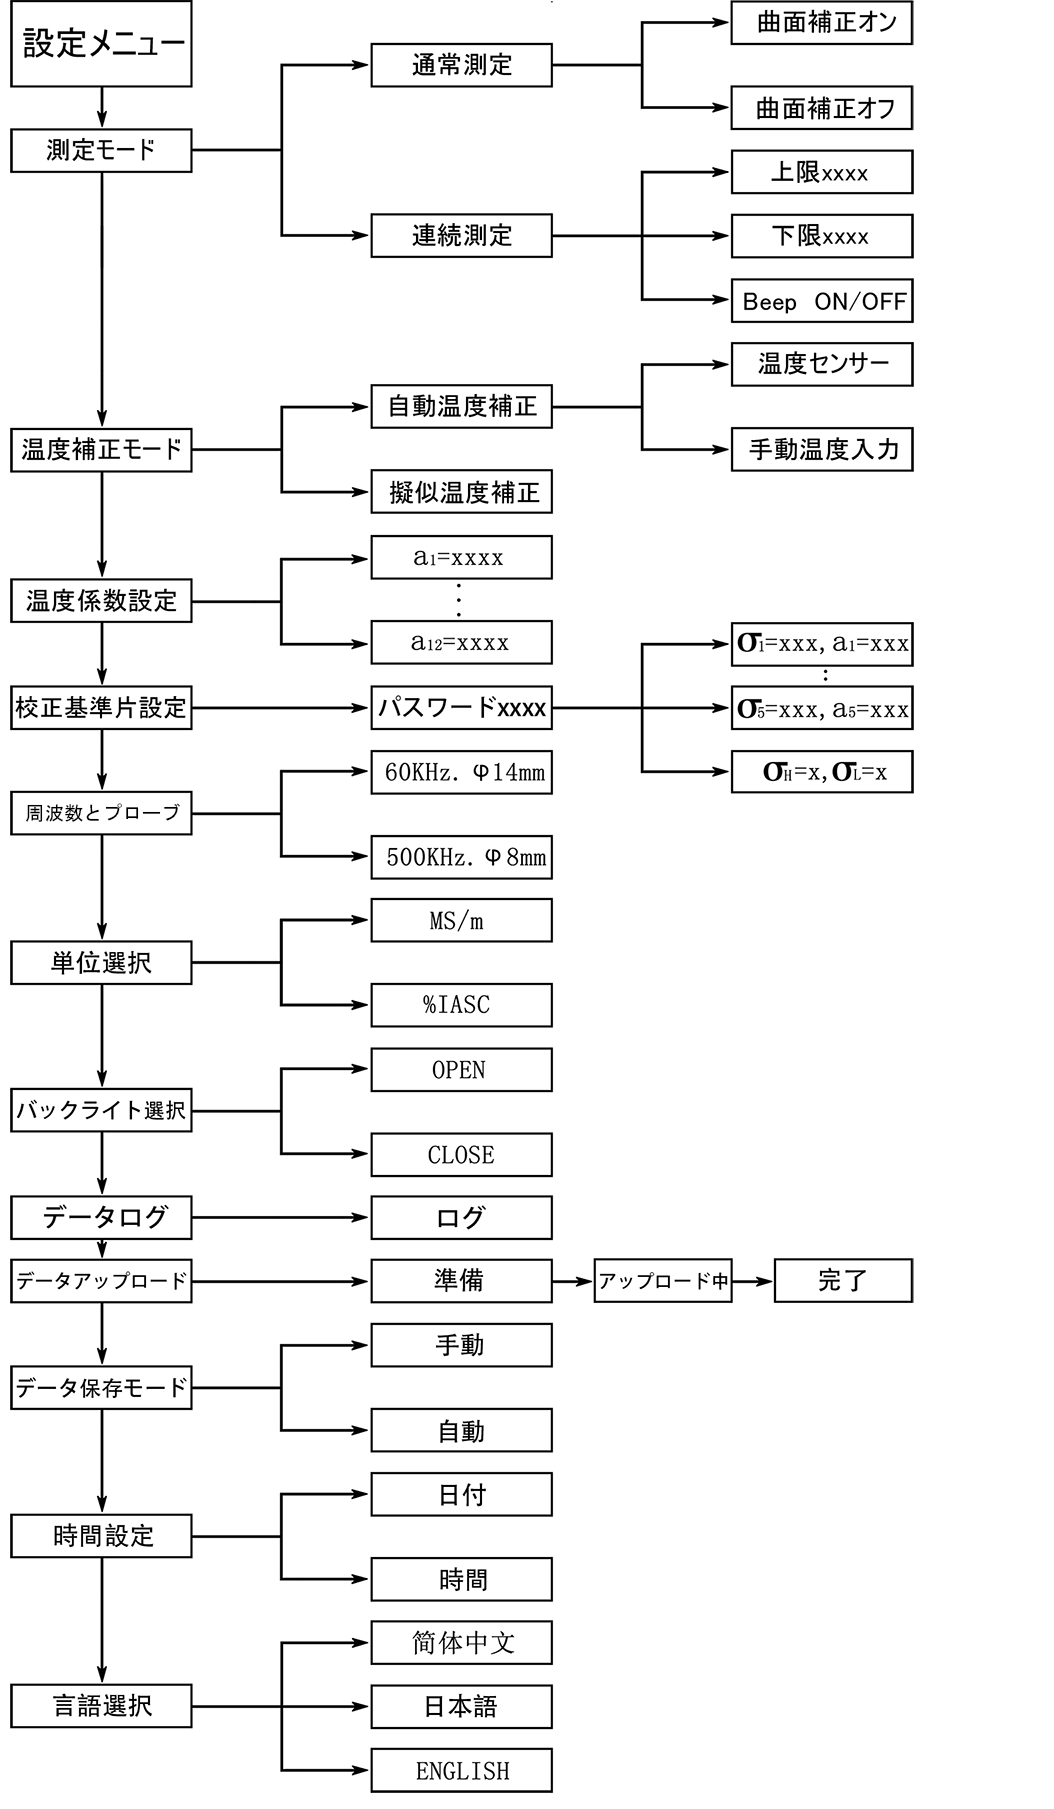 設定メニュー
測定モード
通常測定
曲面補正オン
曲面補正オフ
連続測定
上限xxxx
下限xxxx
Beep ON/OFF
温度補正モード
自動温度補正
温度センサー
手動温度入力
擬似温度補正
温度係数設定
a1=xxxx
⋮
a12=xxxx
校正基準片設定
パスワードxxxx
σ1=xxx, a1=xxx
:
σ5=xxx, a5=xxx
σH=x, σL=x
周波数とプローブ
60KHz. φ14mm
500KHz. φ8mm
単位選択
MS/m
%IASC
バックライト選択
OPEN
CLOSE
データログ
ログ
データアップロード
準備
アップロード中
完了
データ保存モード
手動
自動
時間設定
日付
時間
言語選択
简体中文
日本語
ENGLISH